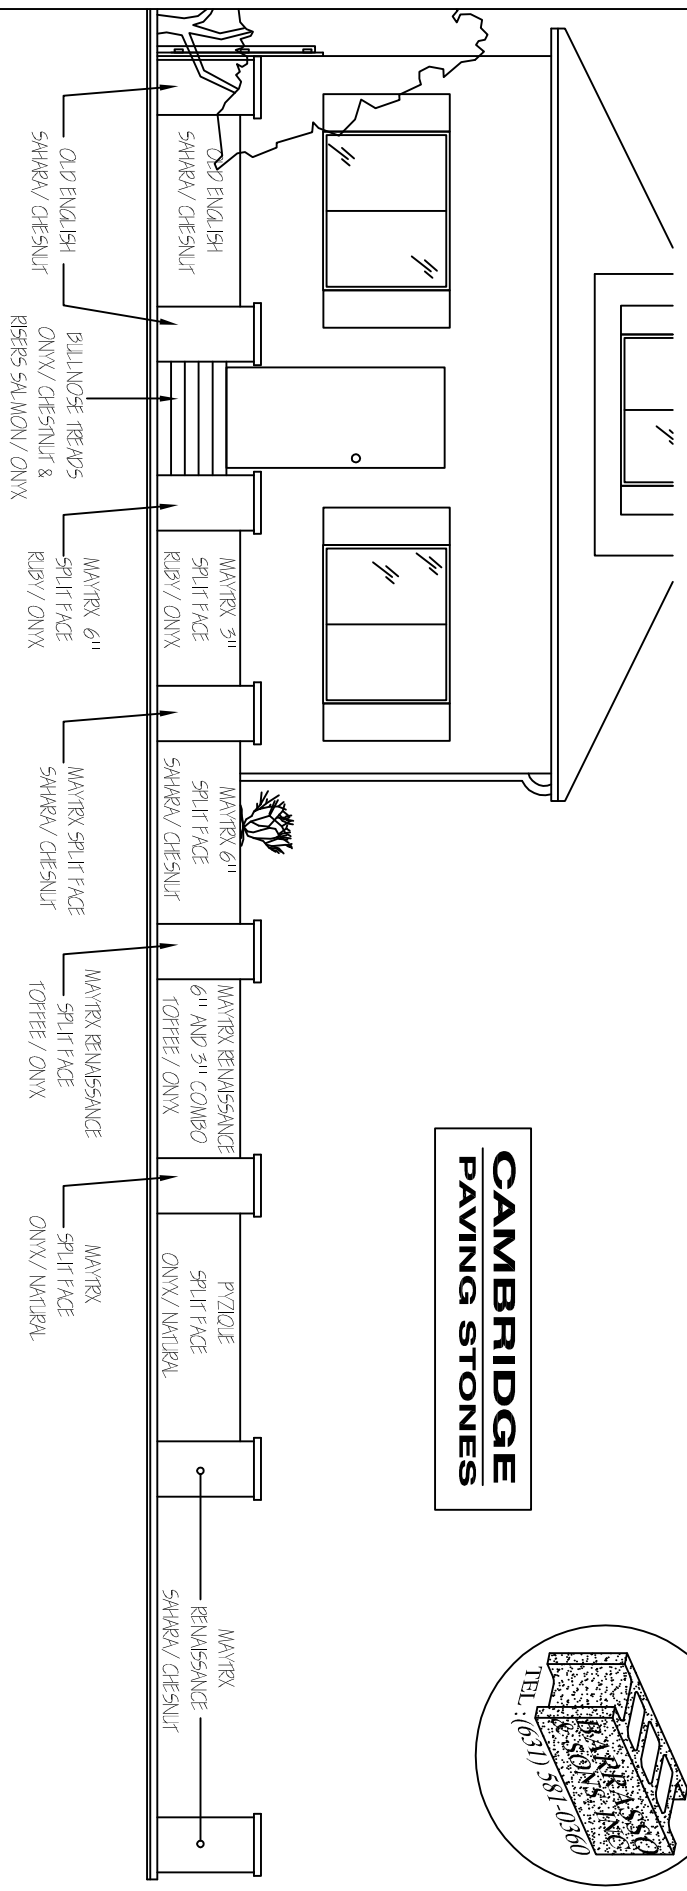 OLD ENGLISH
SAHARA/ CHESNUT
OLD ENGLISH
SAHARA/ CHESNUT
BULLNOSE TREADS
ONYX/ CHESTNUT &
RISERS SALMON/ ONYX
MAYTRX 3"
SPLIT FACE
RUBY/ ONYX
MAYTRX 6"
SPLIT FACE
RUBY/ ONYX
MAYTRX 6"
SPLIT FACE
SAHARA/ CHESNUT
MAYTRX SPLIT FACE
SAHARA/ CHESNUT
MAYTRX RENAISSANCE
6" AND 3" COMBO
TOFFEE/ ONYX
MAYTRX RENAISSANCE
SPLIT FACE
TOFFEE/ ONYX
PYZIQUE
SPLIT FACE
ONYX/ NATURAL
MAYTRX
SPLIT FACE
ONYX/ NATURAL
MAYTRX
RENAISSANCE
SAHARA/ CHESNUT
CAMBRIDGE
PAVING STONES
BARRASSO
& SONS INC
TEL :(631) 581-0360